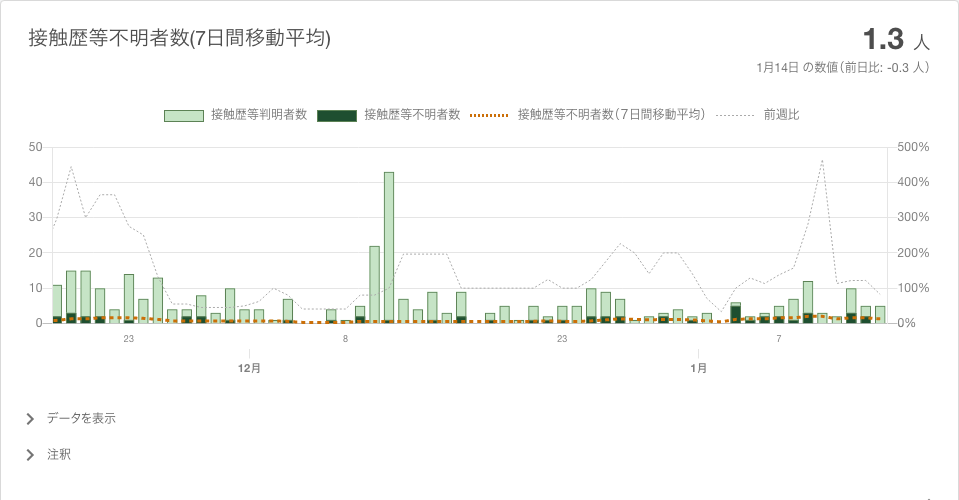 接触歴等不明者数(7日間移動平均)
1.3 人
1月14日 の数値（前日比: -0.3 人）
接触歴等判明者数 接触歴等不明者数 接触歴等不明者数（7日間移動平均） 前週比
50 500%
40 400%
30 300%
20 200%
10 100%
0 0%
23 8 23 7
12月 1月
データを表示
注釈